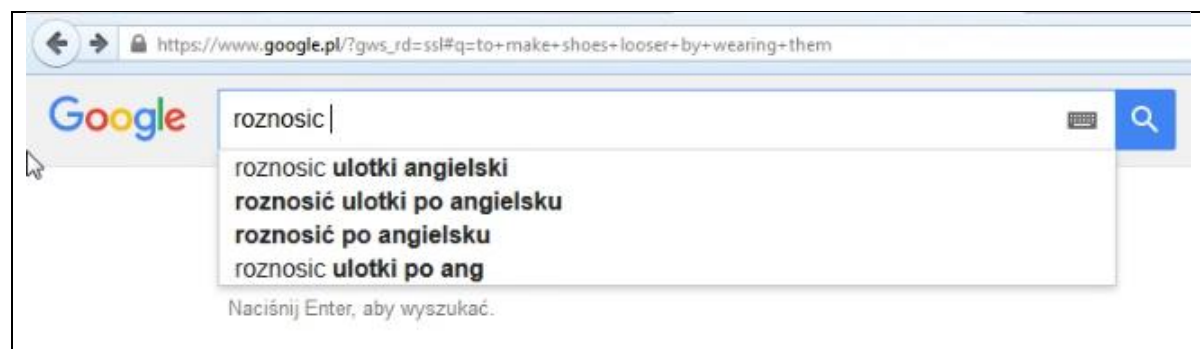 https://www.google.pl/?gws_rd=ssl#q=to+make+shoes+looser+by+wearing+them
Google roznosic
roznosic ulotki angielski
roznosić ulotki po angielsku
roznosić po angielsku
roznosic ulotki po ang
Naciśnij Enter, aby wyszukać.